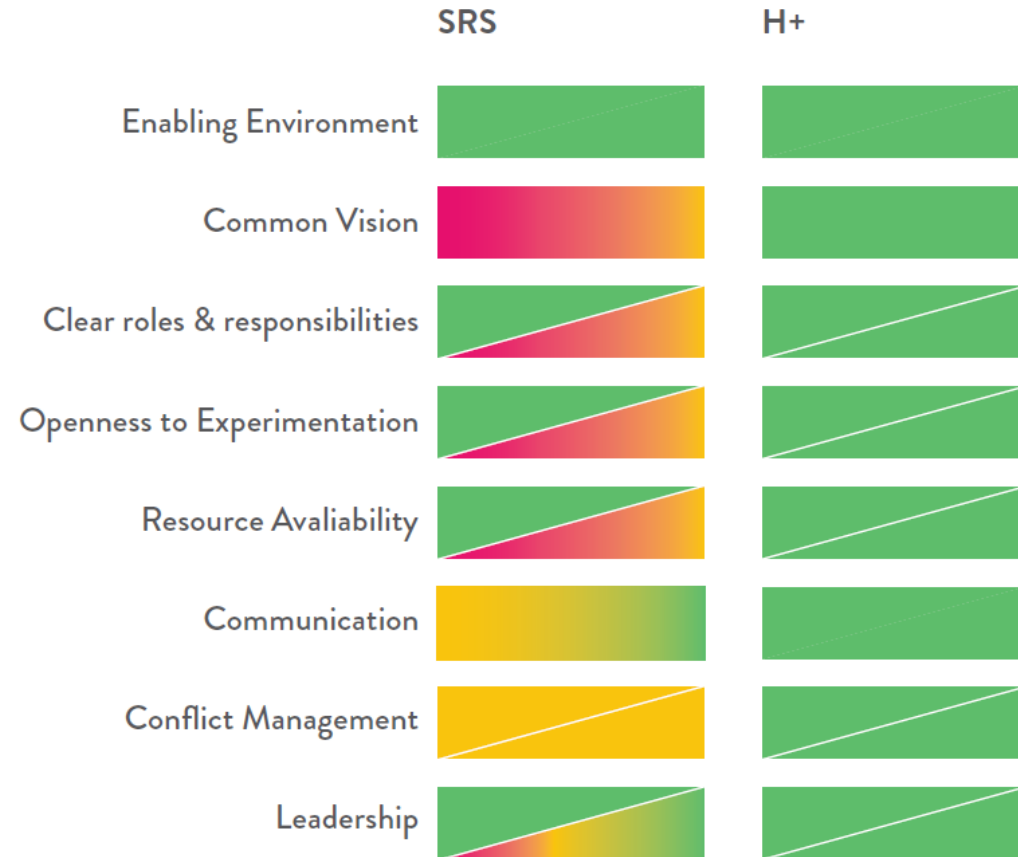 SRS H+
Enabling Environment
Common Vision
Clear roles & responsibilities
Openness to Experimentation
Resource Avaliability
Communication
Conflict Management
Leadership